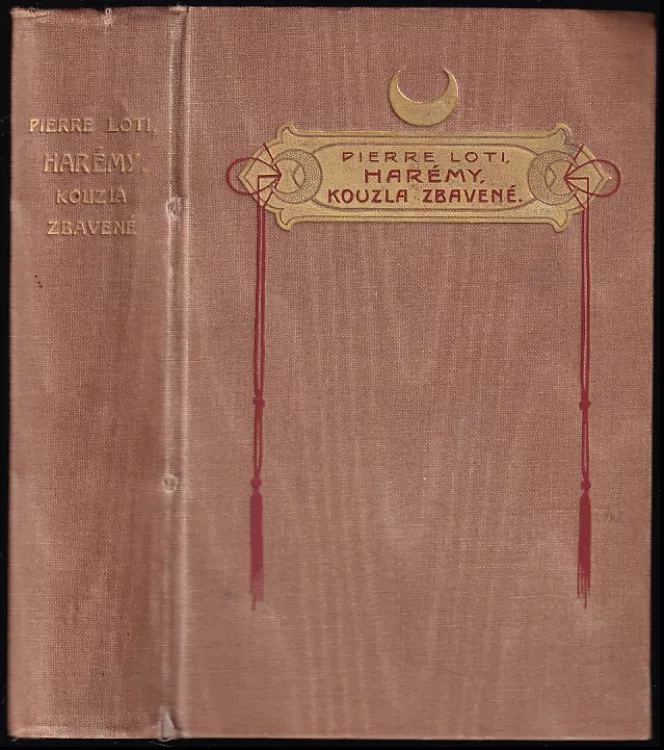 PIERRE LOTI,
HARÉMY,
KOUZLA
ZBAVENÉ
PIERRE LOTI,
HARÉMY,
KOUZLA ZBAVENÉ.